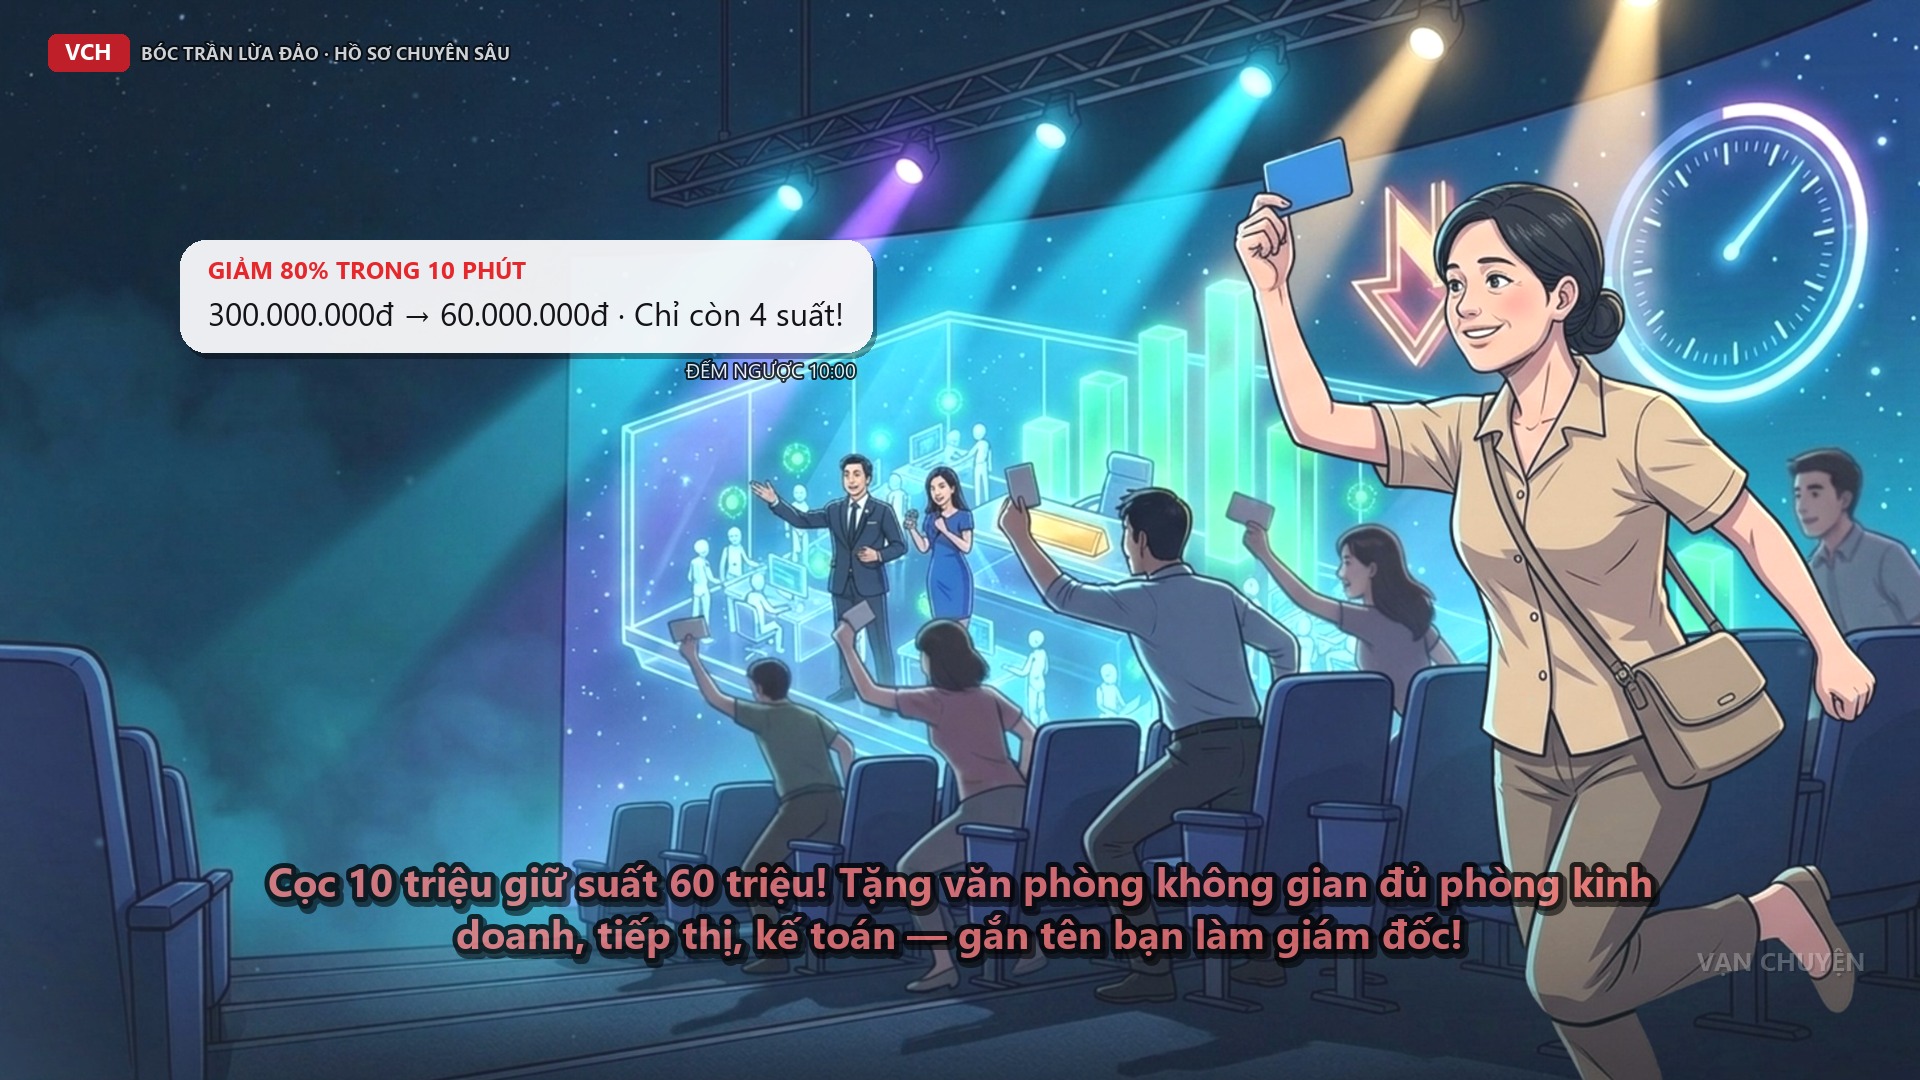 VCH BÓC TRẦN LỪA ĐẢO · HỒ SƠ CHUYÊN SÂU
GIẢM 80% TRONG 10 PHÚT
300.000.000đ → 60.000.000đ · Chỉ còn 4 suất!
ĐẾM NGƯỢC 10:00
Cọc 10 triệu giữ suất 60 triệu! Tặng văn phòng không gian đủ phòng kinh
doanh, tiếp thị, kế toán — gắn tên bạn làm giám đốc!
VẠN CHUYỆN